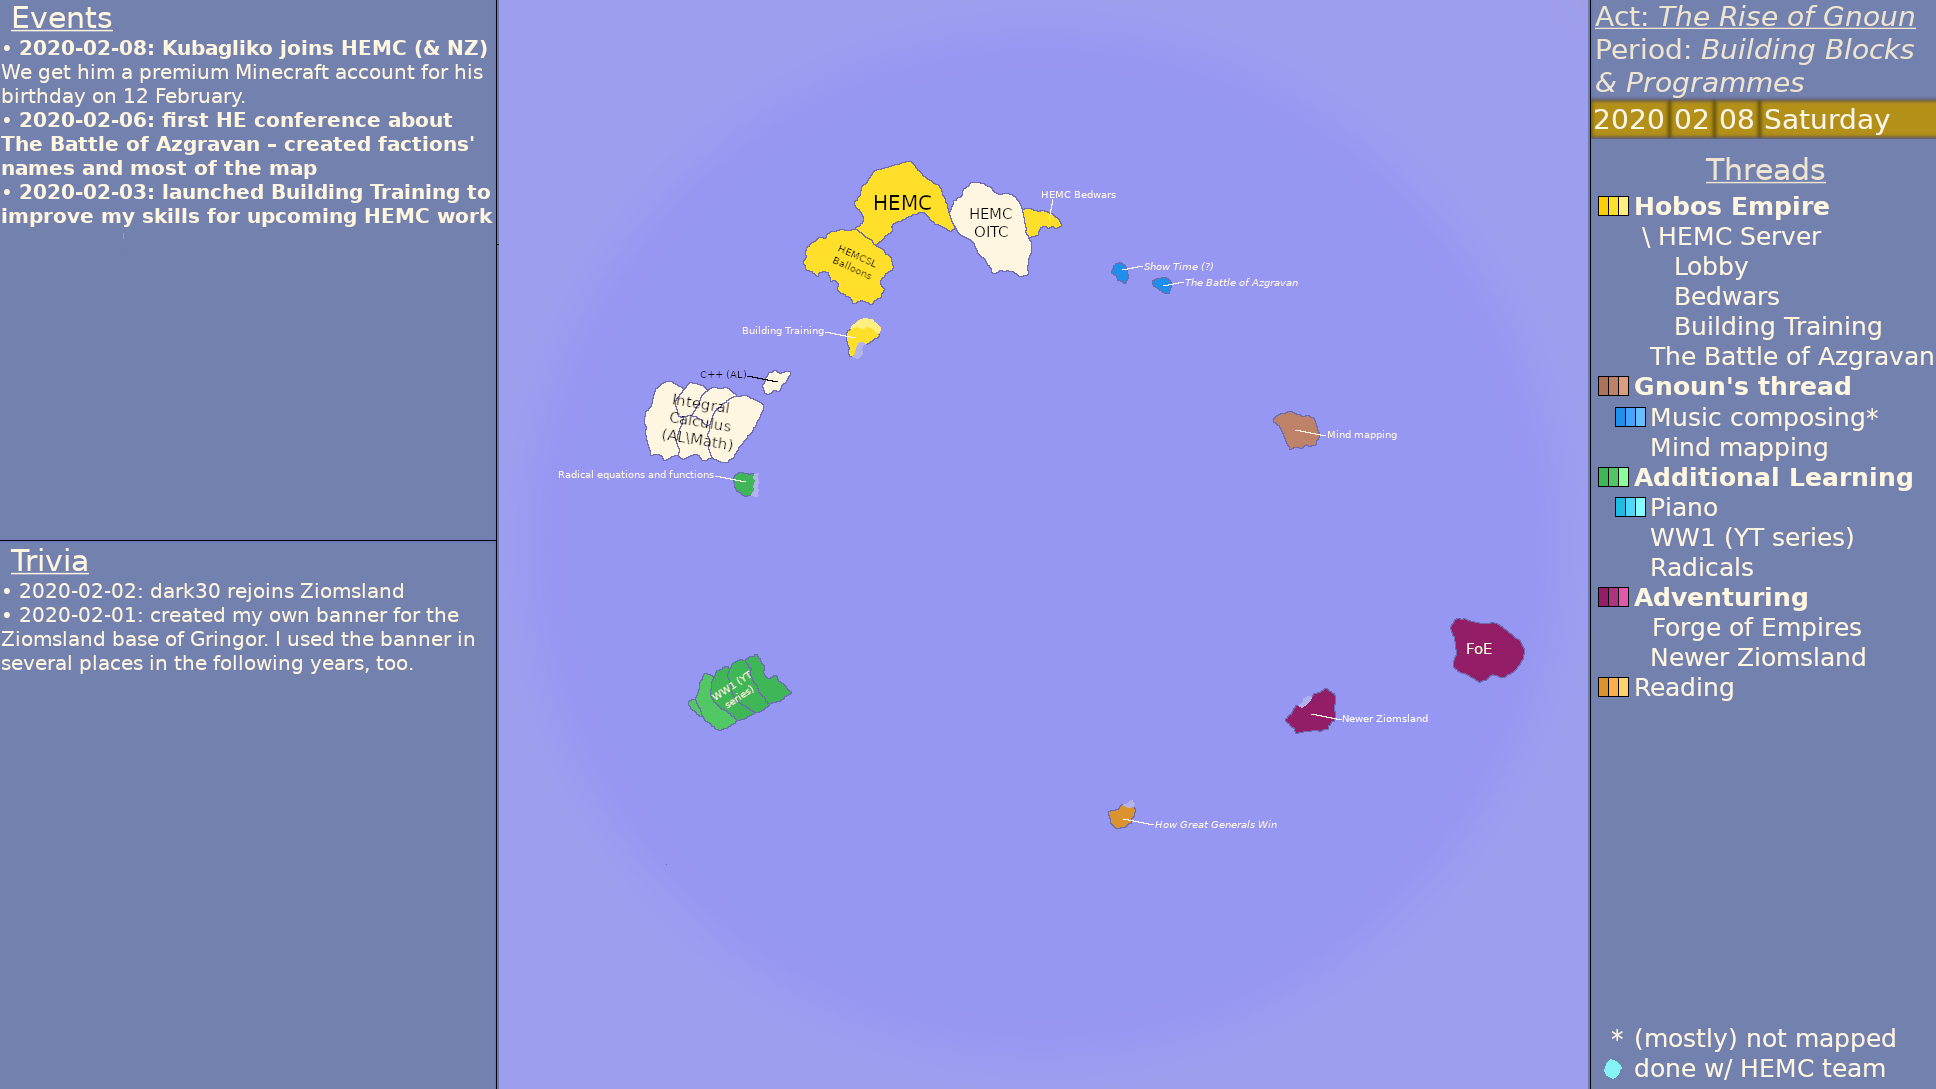 Events
• 2020-02-08: Kubagliko joins HEMC (& NZ)
We get him a premium Minecraft account for his
birthday on 12 February.
• 2020-02-06: first HE conference about
The Battle of Azgravan – created factions'
names and most of the map
• 2020-02-03: launched Building Training to
improve my skills for upcoming HEMC work
Trivia
• 2020-02-02: dark30 rejoins Ziomsland
• 2020-02-01: created my own banner for the
Ziomsland base of Gringor. I used the banner in
several places in the following years, too.
HEMC
HEMC
OITC
HEMC Bedwars
HEMCSL
Balloons
Show Time (?)
The Battle of Azgravan
Building Training
C++ (AL)
Integral
Calculus
(AL\Math)
Radical equations and functions
Mind mapping
WW1 (YT
series)
FoE
Newer Ziomsland
How Great Generals Win
Act: The Rise of Gnoun
Period: Building Blocks
& Programmes
2020 02 08 Saturday
Threads
Hobos Empire
\ HEMC Server
Lobby
Bedwars
Building Training
The Battle of Azgravan
Gnoun's thread
Music composing*
Mind mapping
Additional Learning
Piano
WW1 (YT series)
Radicals
Adventuring
Forge of Empires
Newer Ziomsland
Reading
* (mostly) not mapped
done w/ HEMC team